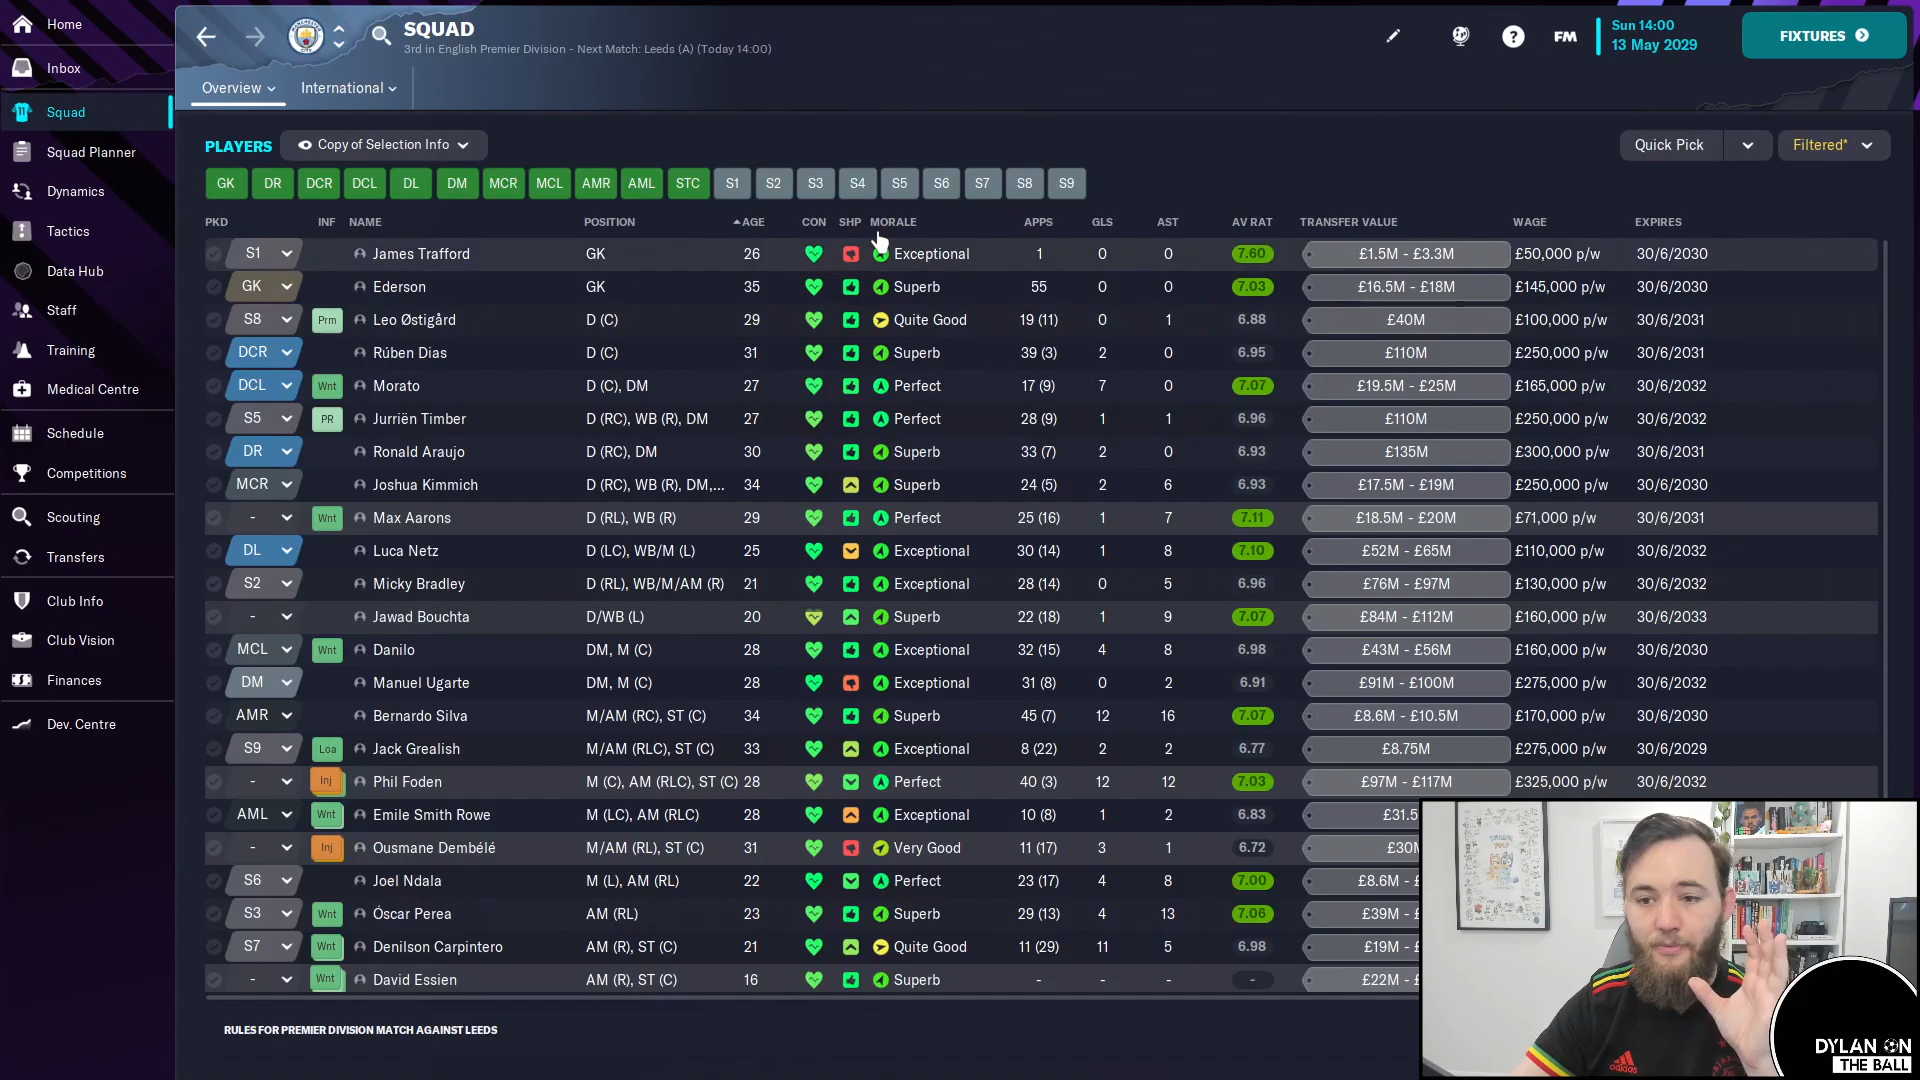 Home
Inbox
Squad
Squad Planner
Dynamics
Tactics
Data Hub
Staff
Training
Medical Centre
Schedule
Competitions
Scouting
Transfers
Club Info
Club Vision
Finances
Dev. Centre
SQUAD
3rd in English Premier Division - Next Match: Leeds (A) (Today 14:00)
FM
Sun 14:00
13 May 2029
FIXTURES
Overview
International
PLAYERS
Copy of Selection Info
Quick Pick
Filtered*
GK DR DCR DCL DL DM MCR MCL AMR AML STC S1 S2 S3 S4 S5 S6 S7 S8 S9
PKD INF NAME POSITION AGE CON SHP MORALE APPS GLS AST AV RAT TRANSFER VALUE WAGE EXPIRES
S1 James Trafford GK 26 Exceptional 1 0 0 7.60 £1.5M - £3.3M £50,000 p/w 30/6/2030
GK Ederson GK 35 Superb 55 0 0 7.03 £16.5M - £18M £145,000 p/w 30/6/2030
S8 Prm Leo Østigård D (C) 29 Quite Good 19 (11) 0 1 6.88 £40M £100,000 p/w 30/6/2031
DCR Rúben Dias D (C) 31 Superb 39 (3) 2 0 6.95 £110M £250,000 p/w 30/6/2031
DCL Wnt Morato D (C), DM 27 Perfect 17 (9) 7 0 7.07 £19.5M - £25M £165,000 p/w 30/6/2032
S5 PR Jurriën Timber D (RC), WB (R), DM 27 Perfect 28 (9) 1 1 6.96 £110M £250,000 p/w 30/6/2032
DR Ronald Araujo D (RC), DM 30 Superb 33 (7) 2 0 6.93 £135M £300,000 p/w 30/6/2031
MCR Joshua Kimmich D (RC), WB (R), DM,... 34 Superb 24 (5) 2 6 6.93 £17.5M - £19M £250,000 p/w 30/6/2030
- Wnt Max Aarons D (RL), WB (R) 29 Perfect 25 (16) 1 7 7.11 £18.5M - £20M £71,000 p/w 30/6/2031
DL Luca Netz D (LC), WB/M (L) 25 Exceptional 30 (14) 1 8 7.10 £52M - £65M £110,000 p/w 30/6/2032
S2 Micky Bradley D (RL), WB/M/AM (R) 21 Exceptional 28 (14) 0 5 6.96 £76M - £97M £130,000 p/w 30/6/2032
- Jawad Bouchta D/WB (L) 20 Superb 22 (18) 1 9 7.07 £84M - £112M £160,000 p/w 30/6/2033
MCL Wnt Danilo DM, M (C) 28 Exceptional 32 (15) 4 8 6.98 £43M - £56M £160,000 p/w 30/6/2030
DM Manuel Ugarte DM, M (C) 28 Exceptional 31 (8) 0 2 6.91 £91M - £100M £275,000 p/w 30/6/2032
AMR Bernardo Silva M/AM (RC), ST (C) 34 Superb 45 (7) 12 16 7.07 £8.6M - £10.5M £170,000 p/w 30/6/2030
S9 Loa Jack Grealish M/AM (RLC), ST (C) 33 Exceptional 8 (22) 2 2 6.77 £8.75M £275,000 p/w 30/6/2029
- Inj Phil Foden M (C), AM (RLC), ST (C) 28 Perfect 40 (3) 12 12 7.03 £97M - £117M £325,000 p/w 30/6/2032
AML Wnt Emile Smith Rowe M (LC), AM (RLC) 28 Exceptional 10 (8) 1 2 6.83 £31.5
- Inj Ousmane Dembélé M/AM (RL), ST (C) 31 Very Good 11 (17) 3 1 6.72 £30M
S6 Joel Ndala M (L), AM (RL) 22 Perfect 23 (17) 4 8 7.00 £8.6M - £
S3 Wnt Óscar Perea AM (RL) 23 Superb 29 (13) 4 13 7.06 £39M - £
S7 Wnt Denilson Carpintero AM (R), ST (C) 21 Quite Good 11 (29) 11 5 6.98 £19M - £
- Wnt David Essien AM (R), ST (C) 16 Superb - - - - £22M - £
RULES FOR PREMIER DIVISION MATCH AGAINST LEEDS
DYLAN ON
THE BALL